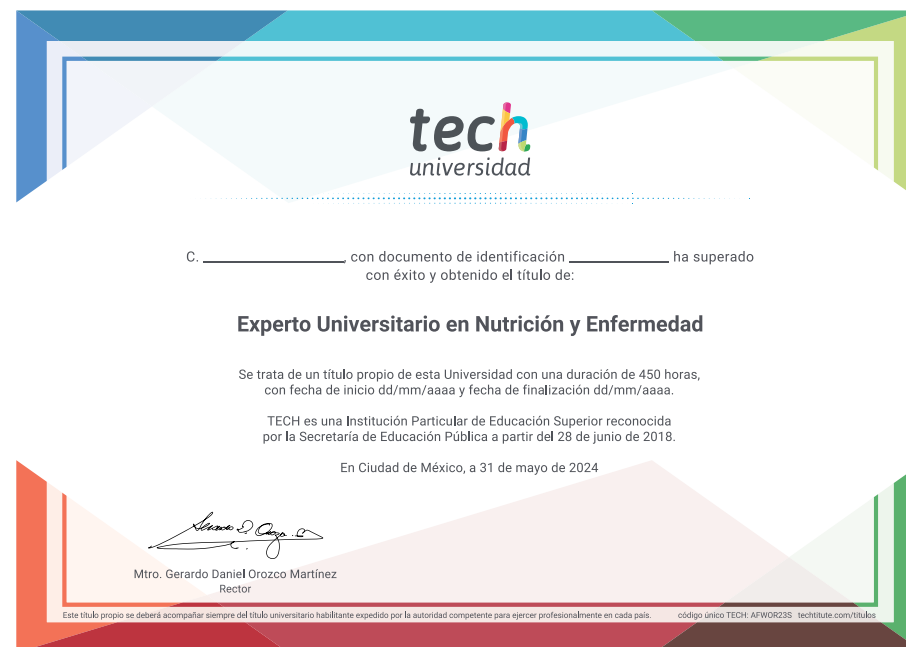 tech
universidad
C. ____________________, con documento de identificación ______________ ha superado
con éxito y obtenido el título de:
Experto Universitario en Nutrición y Enfermedad
Se trata de un título propio de esta Universidad con una duración de 450 horas,
con fecha de inicio dd/mm/aaaa y fecha de finalización dd/mm/aaaa.
TECH es una Institución Particular de Educación Superior reconocida
por la Secretaría de Educación Pública a partir del 28 de junio de 2018.
En Ciudad de México, a 31 de mayo de 2024
Mtro. Gerardo Daniel Orozco Martínez
Rector
Este título propio se deberá acompañar siempre del título universitario habilitante expedido por la autoridad competente para ejercer profesionalmente en cada país. código único TECH: AFWOR23S techtitute.com/titulos